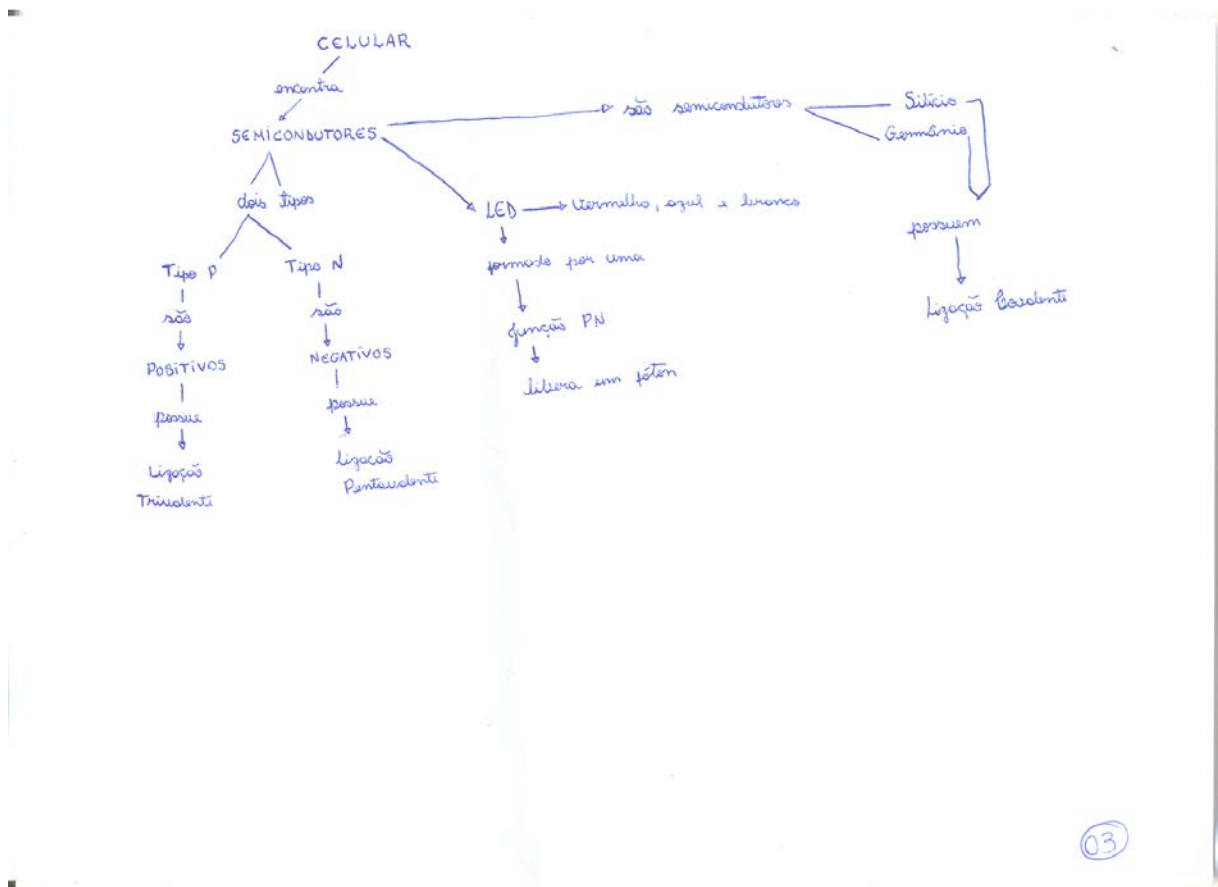 CELULAR
encontra
SEMICONDUTORES
são semicondutores
Silício
Germânio
possuem
Ligação Covalente
dois tipos
Tipo P
são
POSITIVOS
possue
Ligação
Trivalente
Tipo N
são
NEGATIVOS
possue
ligação
Pentavalente
LED
Vermelho, azul e branco
formado por uma
junção PN
libera um fóton
03